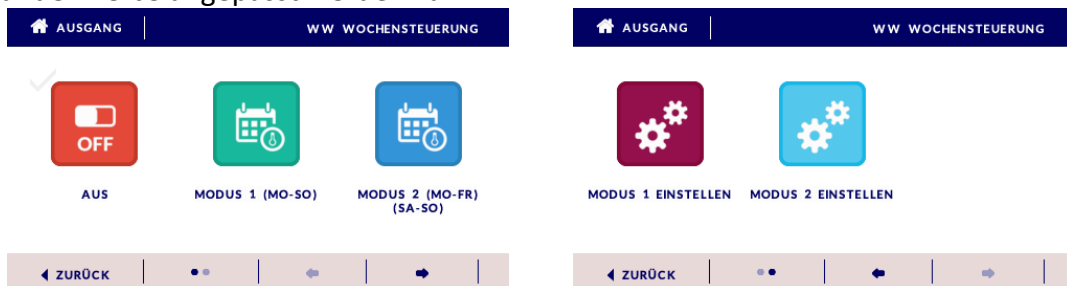 AUSGANG
WW WOCHENSTEUERUNG
OFF
AUS
MODUS 1 (MO-SO)
MODUS 2 (MO-FR)
(SA-SO)
ZURÜCK
AUSGANG
WW WOCHENSTEUERUNG
MODUS 1 EINSTELLEN
MODUS 2 EINSTELLEN
ZURÜCK